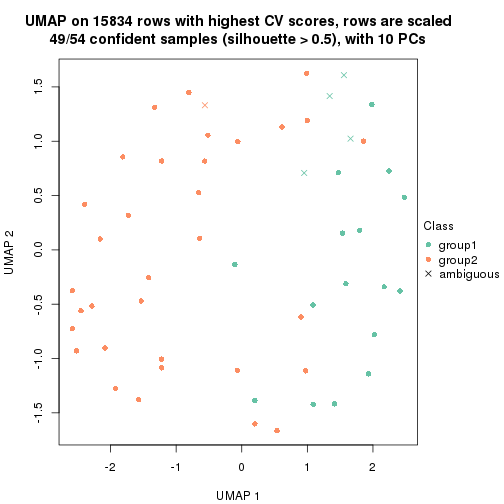 UMAP on 15834 rows with highest CV scores, rows are scaled
49/54 confident samples (silhouette > 0.5), with 10 PCs
1.5
1.0
0.5
0.0
-0.5
-1.0
-1.5
UMAP 2
-2
-1
0
1
2
UMAP 1
Class
group1
group2
ambiguous